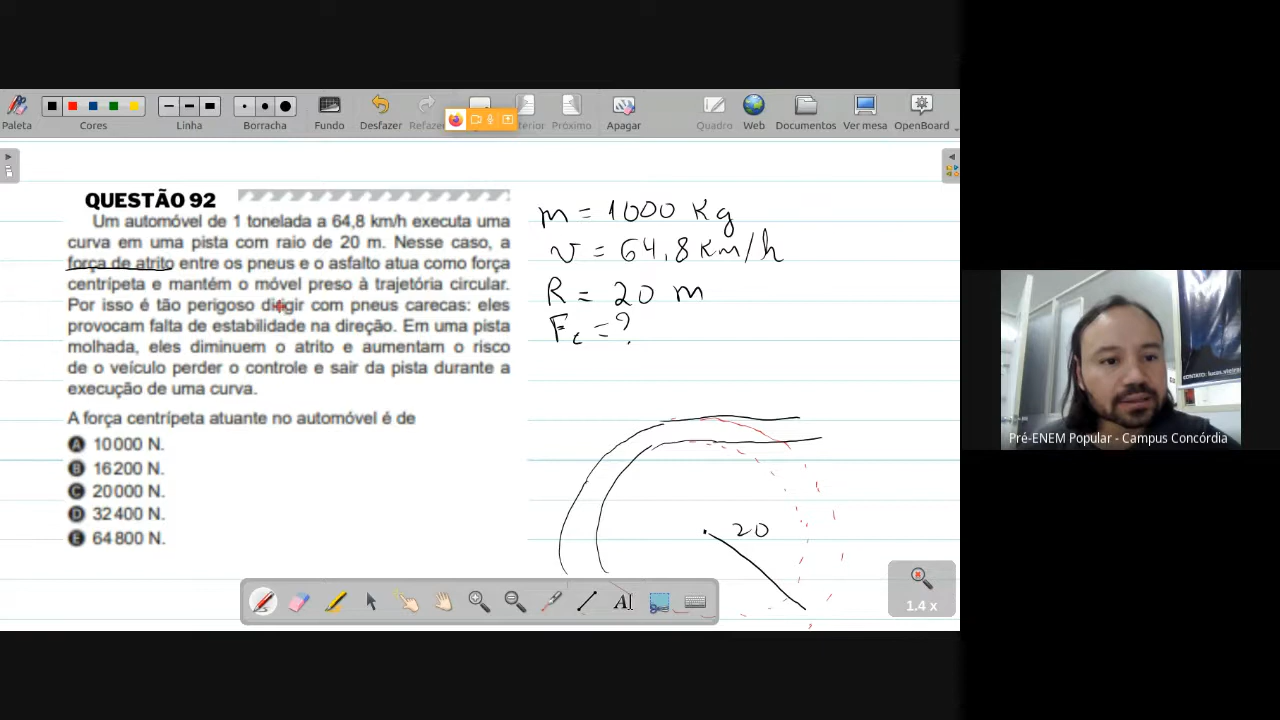 Paleta
Cores
Linha
Borracha
Fundo
Desfazer
Refazer
Próximo
Apagar
Quadro
Web
Documentos
Ver mesa
OpenBoard
QUESTÃO 92
Um automóvel de 1 tonelada a 64,8 km/h executa uma
curva em uma pista com raio de 20 m. Nesse caso, a
força de atrito entre os pneus e o asfalto atua como força
centrípeta e mantém o móvel preso à trajetória circular.
Por isso é tão perigoso dirigir com pneus carecas: eles
provocam falta de estabilidade na direção. Em uma pista
molhada, eles diminuem o atrito e aumentam o risco
de o veículo perder o controle e sair da pista durante a
execução de uma curva.
A força centrípeta atuante no automóvel é de
A 10 000 N.
B 16 200 N.
C 20 000 N.
D 32 400 N.
E 64 800 N.
m = 1000 Kg
v = 64,8 Km/h
R = 20 m
Fc = ?
20
1.4 x
Pré-ENEM Popular - Campus Concórdia